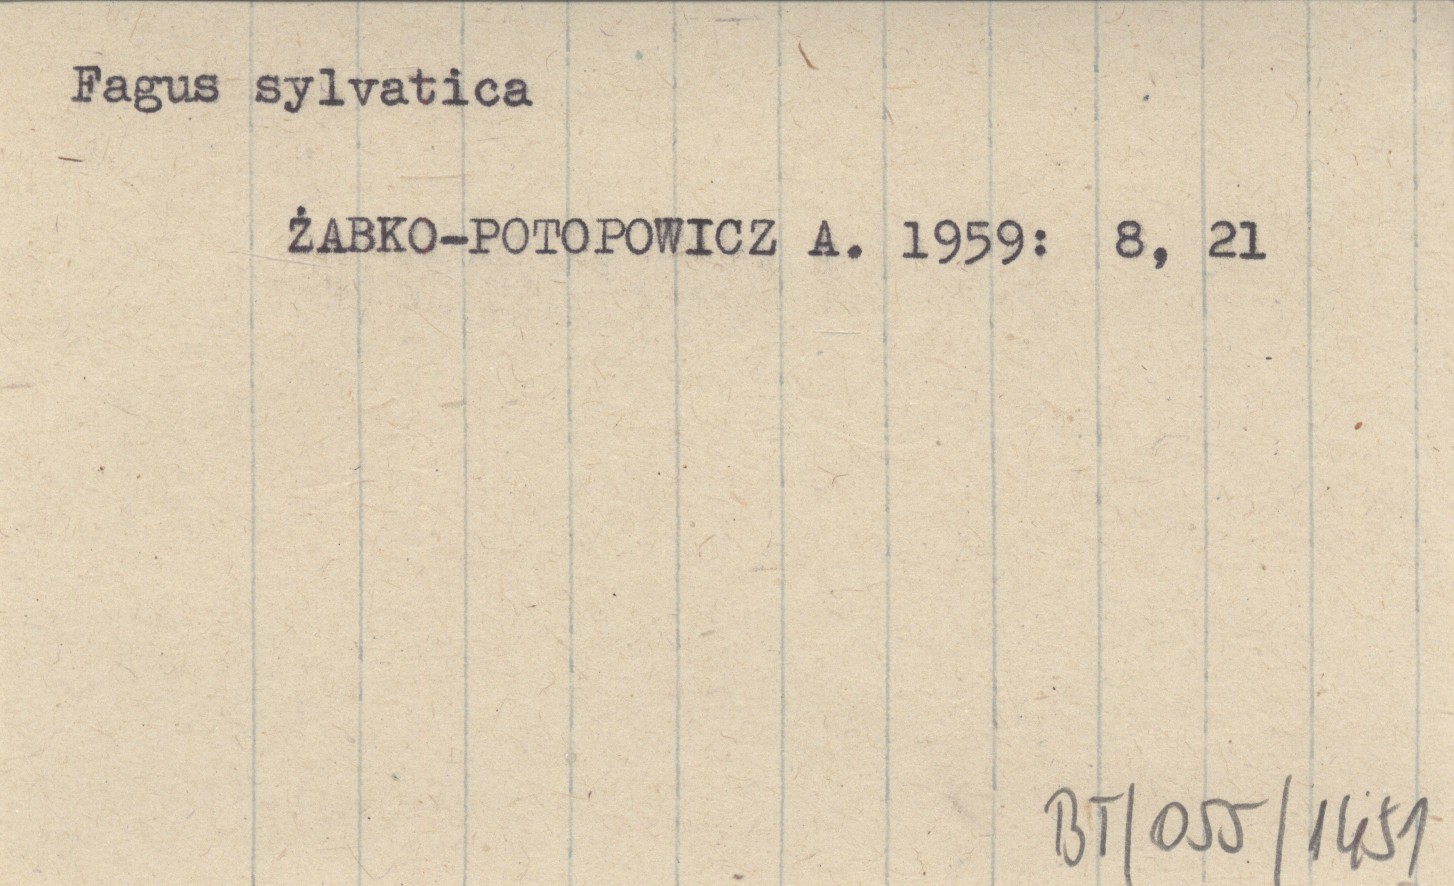 Fagus sylvatica
ŻABKO-POTOPOWICZ A. 1959: 8, 21
BT/055/1451